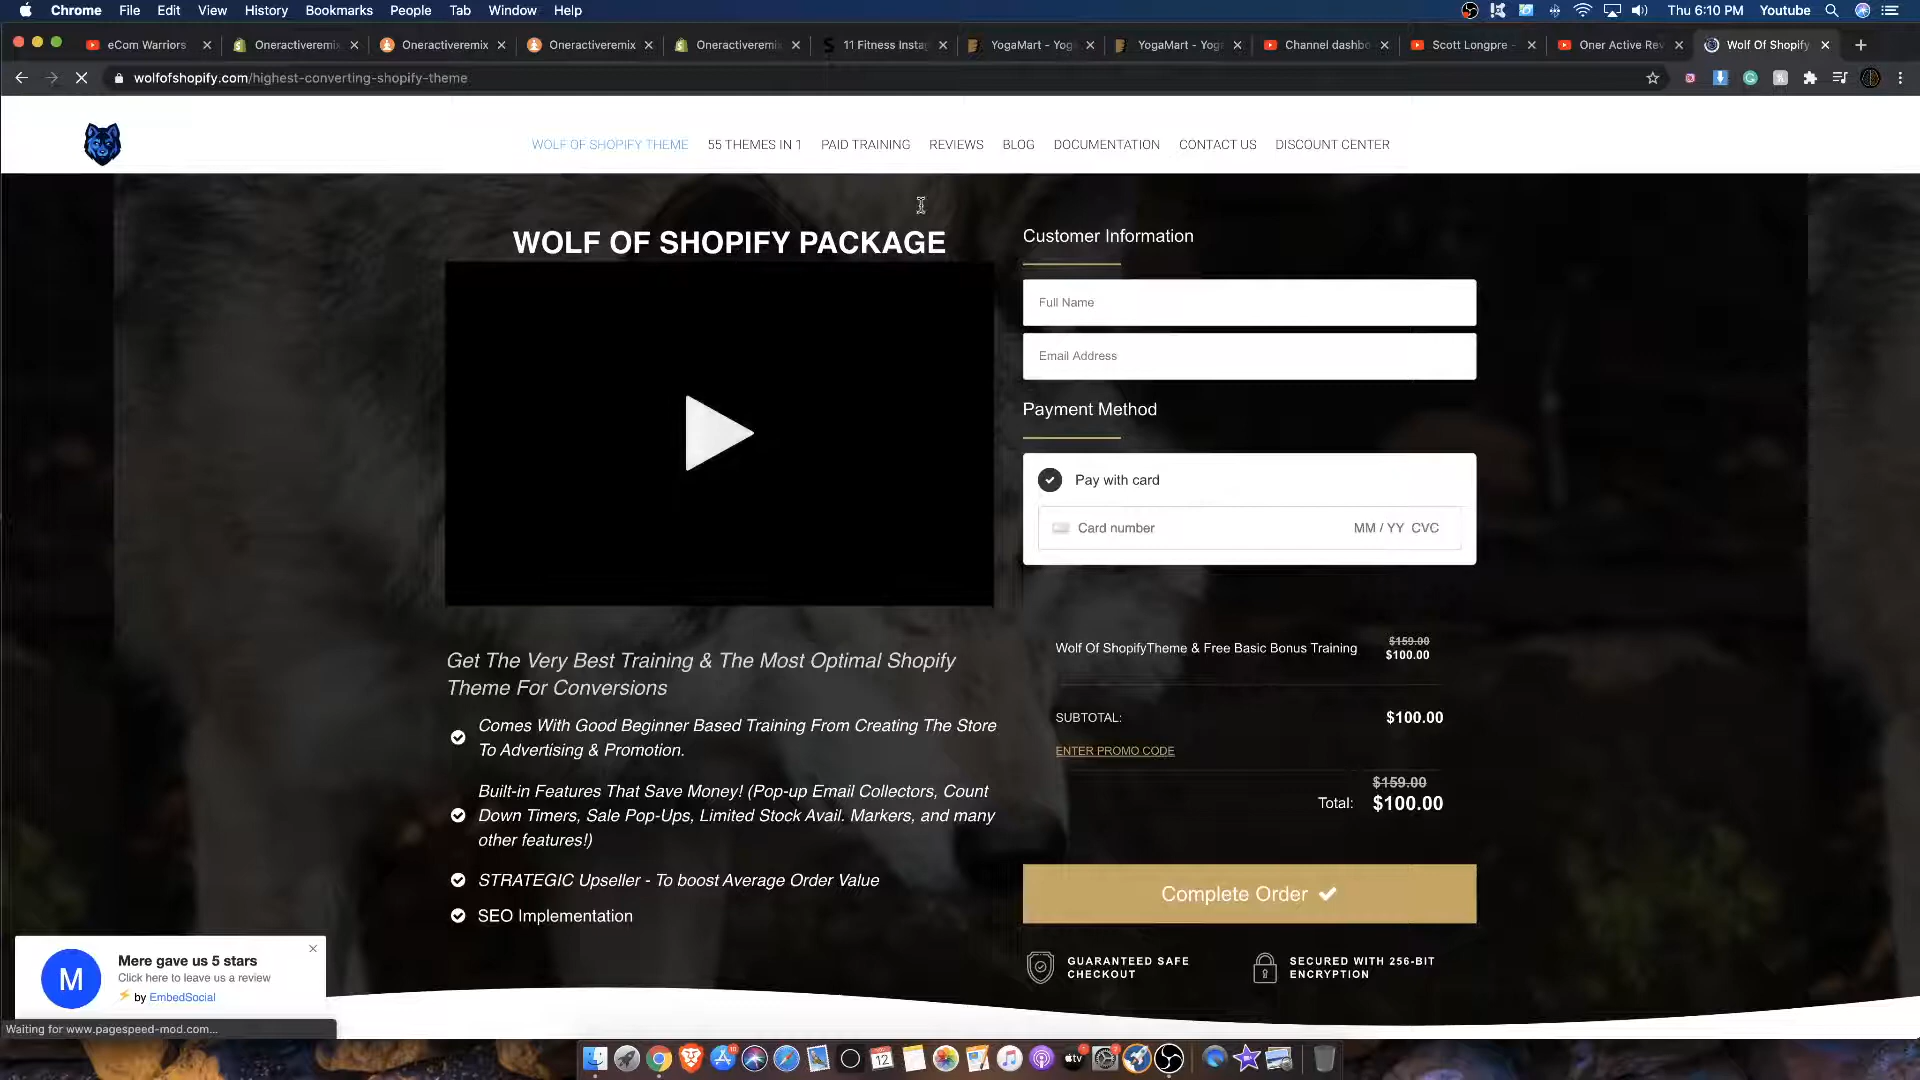 Chrome File Edit View History Bookmarks People Tab Window Help Thu 6:10 PM Youtube
eCom Warriors Oneractiveremix Oneractiveremix Oneractiveremix Oneractiveremix 11 Fitness Insta YogaMart - Yog YogaMart - Yog Channel dashbo Scott Longpre - Oner Active Rev Wolf Of Shopify
wolfofshopify.com/highest-converting-shopify-theme
WOLF OF SHOPIFY THEME 55 THEMES IN 1 PAID TRAINING REVIEWS BLOG DOCUMENTATION CONTACT US DISCOUNT CENTER
WOLF OF SHOPIFY PACKAGE
Get The Very Best Training & The Most Optimal Shopify
Theme For Conversions
Comes With Good Beginner Based Training From Creating The Store
To Advertising & Promotion.
Built-in Features That Save Money! (Pop-up Email Collectors, Count
Down Timers, Sale Pop-Ups, Limited Stock Avail. Markers, and many
other features!)
STRATEGIC Upseller - To boost Average Order Value
SEO Implementation
Customer Information
Full Name
Email Address
Payment Method
Pay with card
Card number MM / YY CVC
Wolf Of ShopifyTheme & Free Basic Bonus Training $159.00
$100.00
SUBTOTAL: $100.00
ENTER PROMO CODE
$159.00
Total: $100.00
Complete Order
GUARANTEED SAFE
CHECKOUT
SECURED WITH 256-BIT
ENCRYPTION
M
Mere gave us 5 stars
Click here to leave us a review
by EmbedSocial
Waiting for www.pagespeed-mod.com...
12
tv